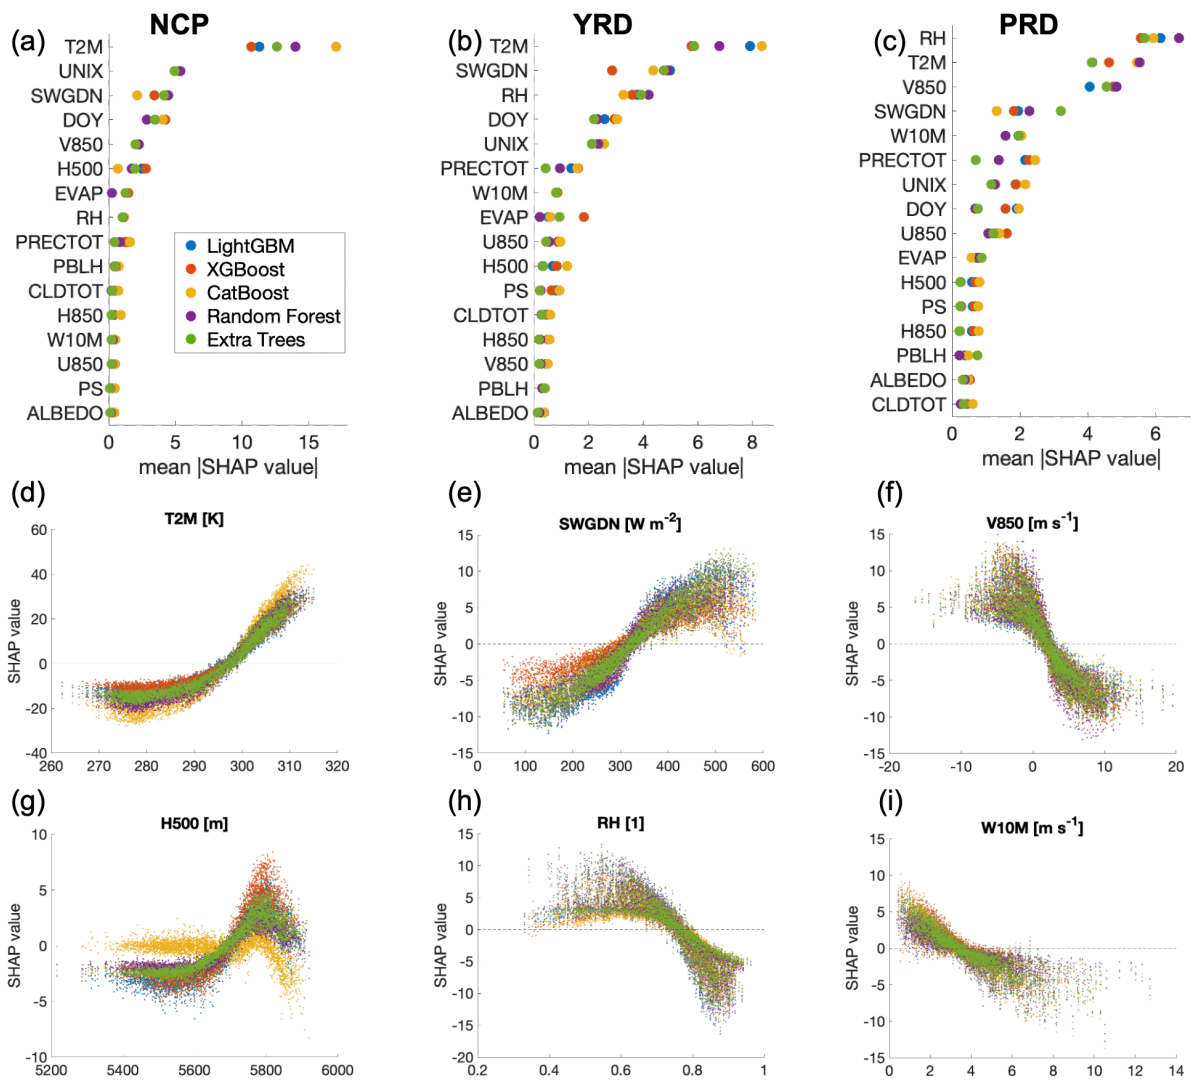 NCP
YRD
PRD
(a)
T2M
UNIX
SWGDN
DOY
V850
H500
EVAP
RH
PRECTOT
PBLH
CLDTOT
H850
W10M
U850
PS
ALBEDO
LightGBM
XGBoost
CatBoost
Random Forest
Extra Trees
0 5 10 15
mean |SHAP value|
(b)
T2M
SWGDN
RH
DOY
UNIX
PRECTOT
W10M
EVAP
U850
H500
PS
CLDTOT
H850
V850
PBLH
ALBEDO
0 2 4 6 8
mean |SHAP value|
(c)
RH
T2M
V850
SWGDN
W10M
PRECTOT
UNIX
DOY
U850
EVAP
H500
PS
H850
PBLH
ALBEDO
CLDTOT
0 2 4 6
mean |SHAP value|
(d)
T2M [K]
SHAP value
60
40
20
0
-20
-40
260 270 280 290 300 310 320
(e)
SWGDN [W m-2]
SHAP value
15
10
5
0
-5
-10
-15
0 100 200 300 400 500 600
(f)
V850 [m s-1]
SHAP value
15
10
5
0
-5
-10
-15
-20 -10 0 10 20
(g)
H500 [m]
SHAP value
10
5
0
-5
-10
5200 5400 5600 5800 6000
(h)
RH [1]
SHAP value
15
10
5
0
-5
-10
-15
-20
0.2 0.4 0.6 0.8 1
(i)
W10M [m s-1]
SHAP value
15
10
5
0
-5
-10
-15
0 2 4 6 8 10 12 14